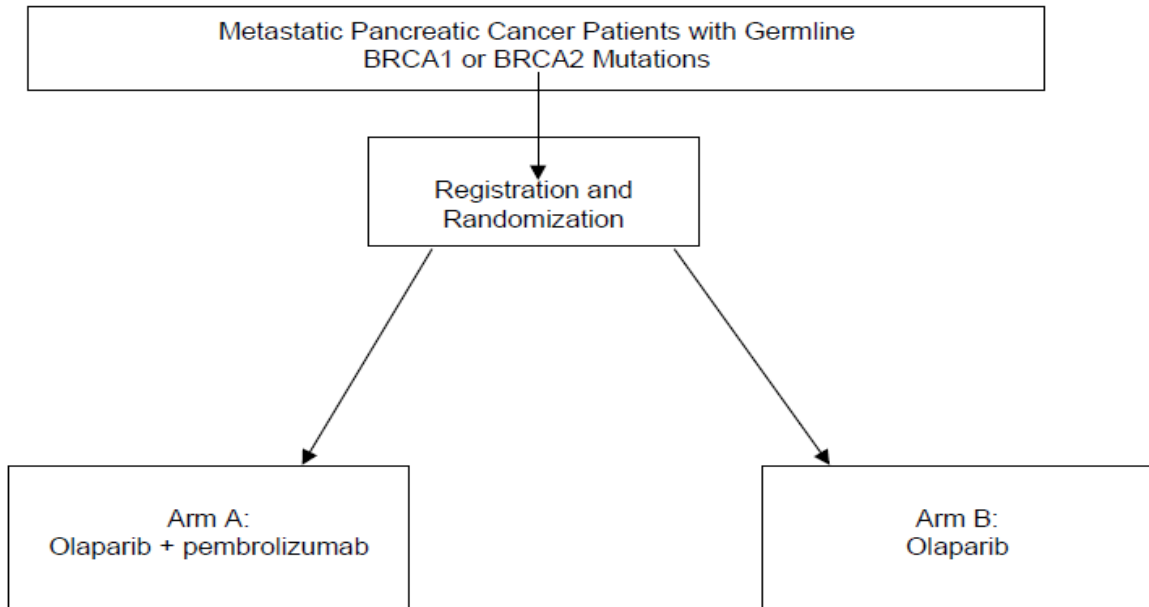 Metastatic Pancreatic Cancer Patients with Germline
BRCA1 or BRCA2 Mutations
Registration and
Randomization
Arm A:
Olaparib + pembrolizumab
Arm B:
Olaparib